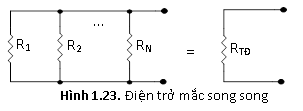 ...
R1 R2 RN = RTĐ
Hình 1.23. Điện trở mắc song song